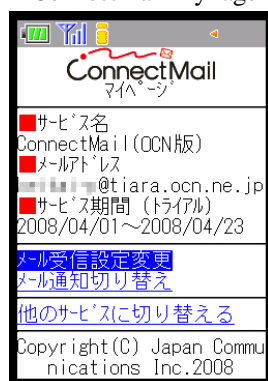 ConnectMail
マイページ
■サービス名
ConnectMail(OCN版)
■メールアドレス
@tiara.ocn.ne.jp
■サービス期間 (トライアル)
2008/04/01～2008/04/23
メール受信設定変更
メール通知切り替え
他のサービスに切り替える
Copyright(C) Japan Commu
nications Inc.2008